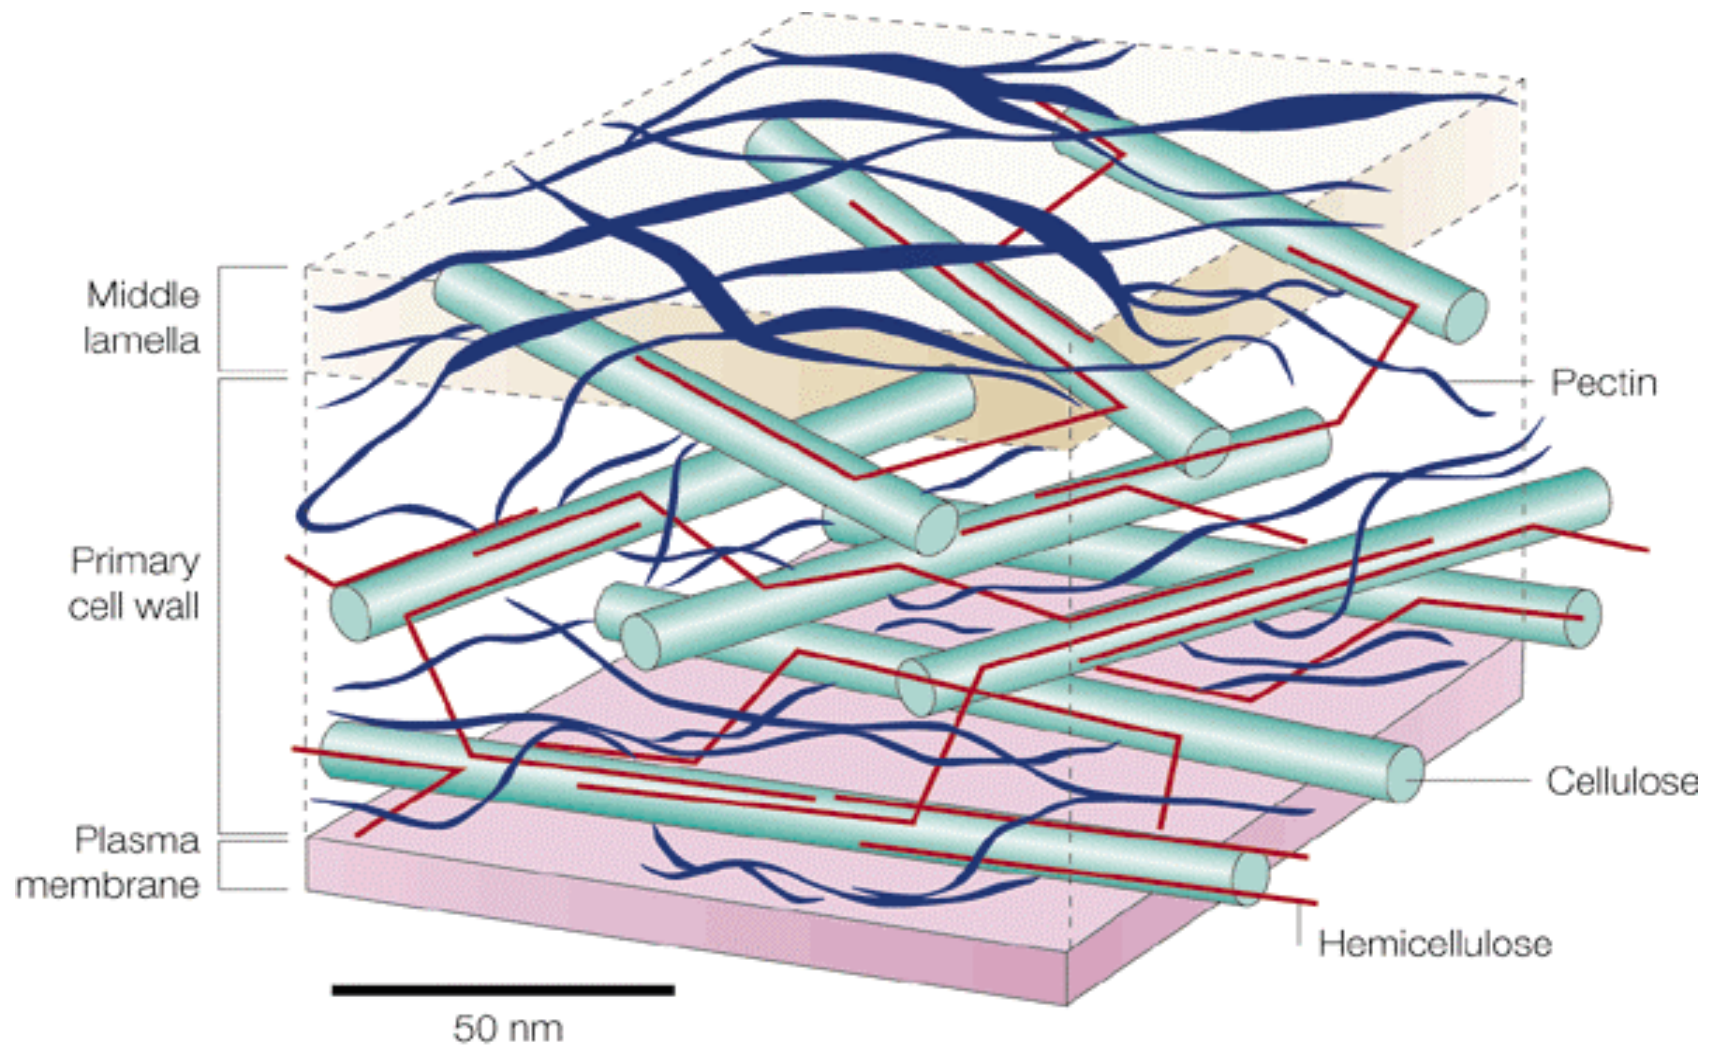 Middle
lamella
Pectin
Primary
cell wall
Cellulose
Plasma
membrane
Hemicellulose
50 nm